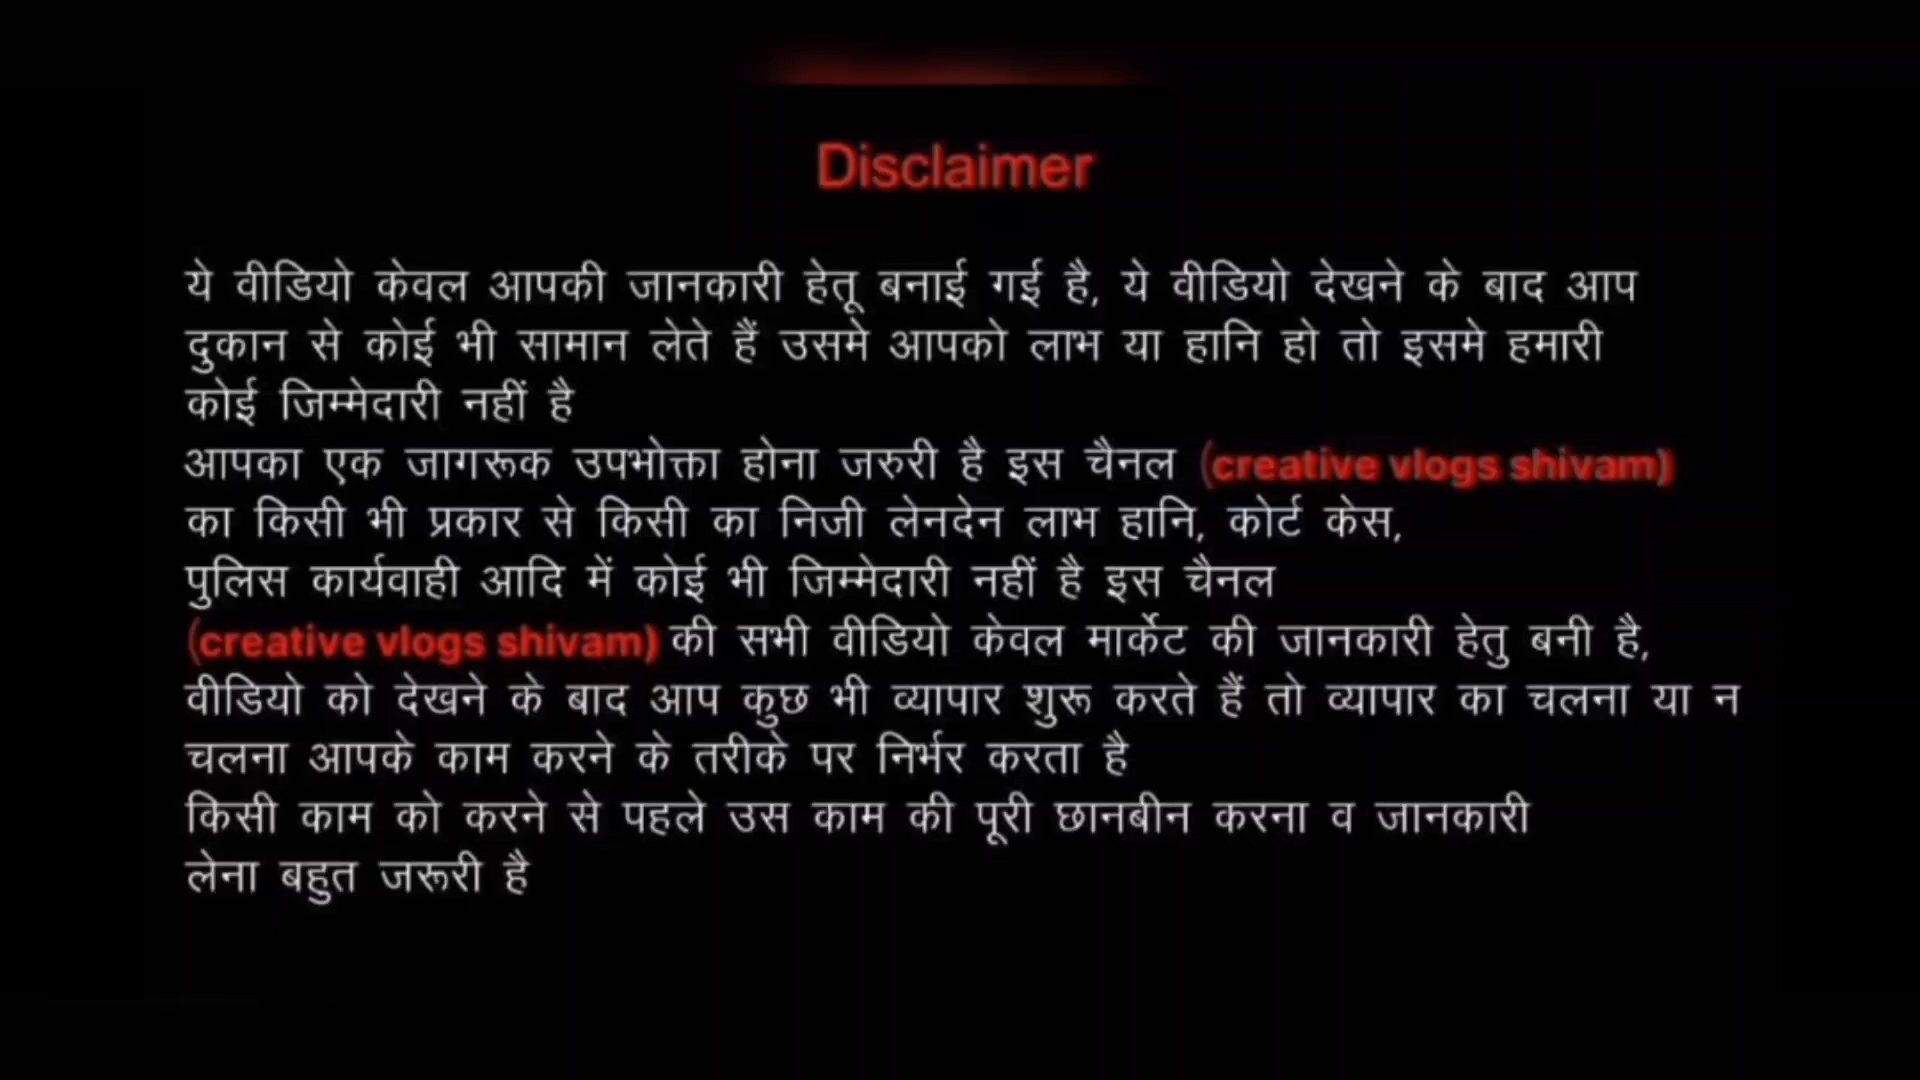 Disclaimer
ये वीडियो केवल आपकी जानकारी हेतू बनाई गई है, ये वीडियो देखने के बाद आप
दुकान से कोई भी सामान लेते हैं उसमे आपको लाभ या हानि हो तो इसमे हमारी
कोई जिम्मेदारी नहीं है
आपका एक जागरूक उपभोक्ता होना जरुरी है इस चैनल (creative vlogs shivam)
का किसी भी प्रकार से किसी का निजी लेनदेन लाभ हानि, कोर्ट केस,
पुलिस कार्यवाही आदि में कोई भी जिम्मेदारी नहीं है इस चैनल
(creative vlogs shivam) की सभी वीडियो केवल मार्केट की जानकारी हेतु बनी है,
वीडियो को देखने के बाद आप कुछ भी व्यापार शुरू करते हैं तो व्यापार का चलना या न
चलना आपके काम करने के तरीके पर निर्भर करता है
किसी काम को करने से पहले उस काम की पूरी छानबीन करना व जानकारी
लेना बहुत जरूरी है